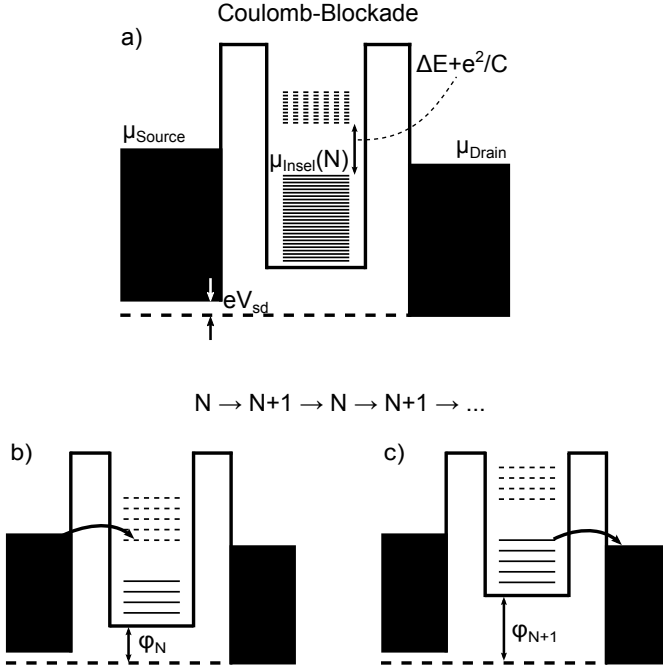 Coulomb-Blockade
a)
ΔE+e²/C
μSource
μInsel(N)
μDrain
eVsd
N → N+1 → N → N+1 → ...
b)
c)
φN
φN+1